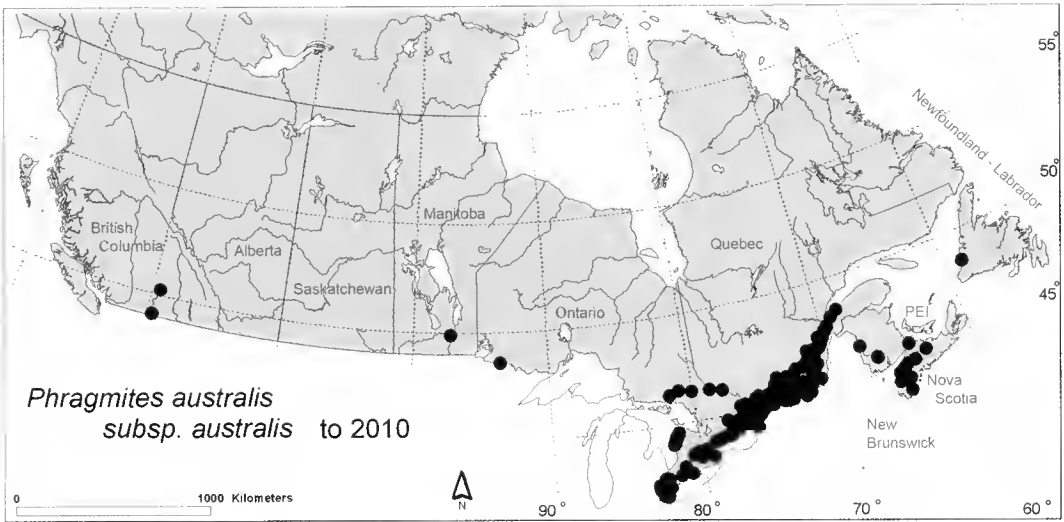 55°
Newfoundland - Labrador
50°
Manitoba
British
Columbia
Alberta
Quebec
Saskatchewan
45°
Ontario
PEI
Nova
Scotia
Phragmites australis
subsp. australis to 2010
New
Brunswick
0 1000 Kilometers
N
90° 80° 70° 60°